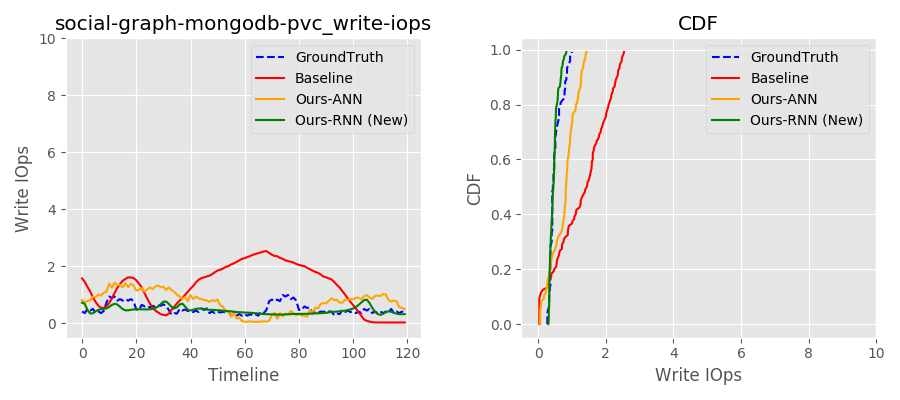 social-graph-mongodb-pvc_write-iops
Write IOps
10
8
6
4
2
0
0
20
40
60
80
100
120
Timeline
GroundTruth
Baseline
Ours-ANN
Ours-RNN (New)
CDF
CDF
1.0
0.8
0.6
0.4
0.2
0.0
0
2
4
6
8
10
Write IOps
GroundTruth
Baseline
Ours-ANN
Ours-RNN (New)